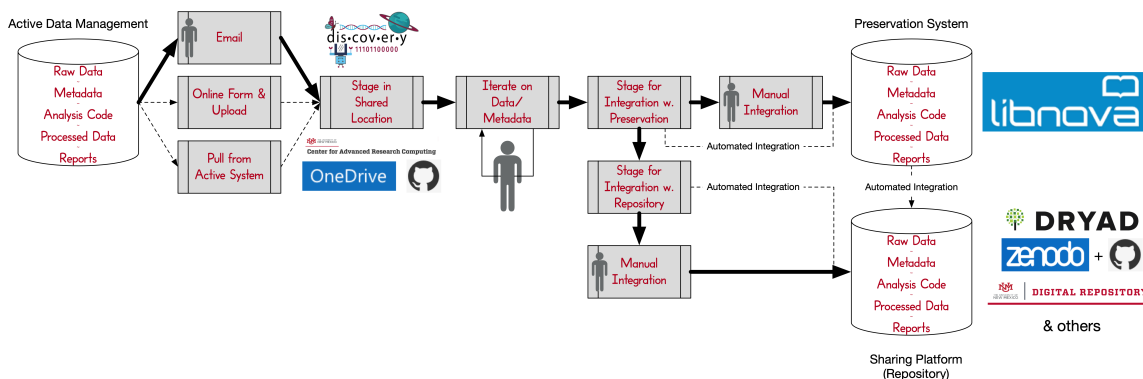 Active Data Management
Raw Data
-
Metadata
-
Analysis Code
-
Processed Data
-
Reports
Email
Online Form &
Upload
Pull from
Active System
dis•cov•er•y
11101100000
Stage in
Shared
Location
Center for Advanced Research Computing
OneDrive
Iterate on
Data/
Metadata
Stage for
Integration w.
Preservation
Manual
Integration
Automated Integration
Stage for
Integration w.
Repository
Automated Integration
Manual
Integration
Preservation System
Raw Data
-
Metadata
-
Analysis Code
-
Processed Data
-
Reports
libnova
Automated Integration
Raw Data
-
Metadata
-
Analysis Code
-
Processed Data
-
Reports
DRYAD
zenodo +
DIGITAL REPOSITORY
& others
Sharing Platform
(Repository)